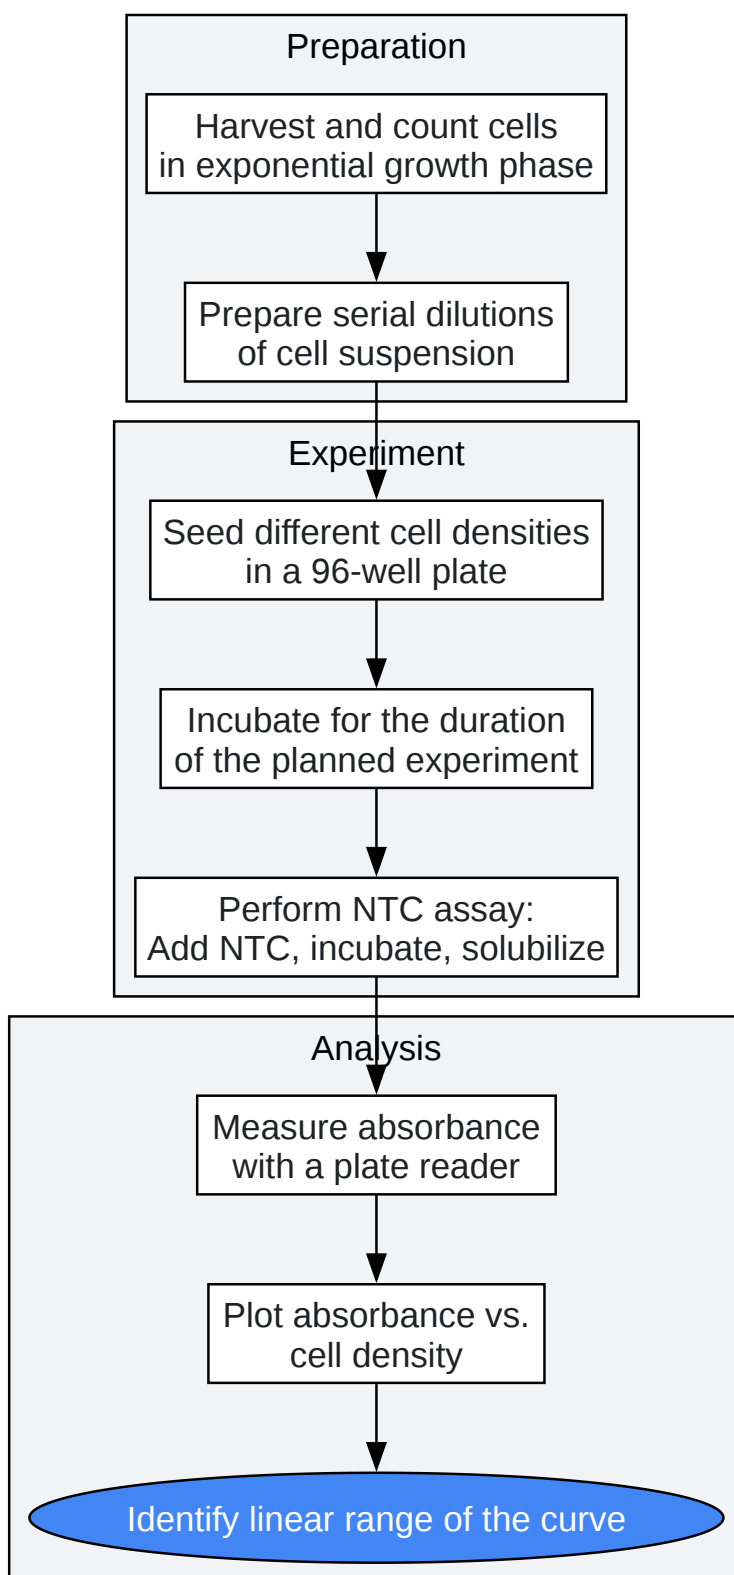 Preparation
Harvest and count cells
in exponential growth phase
Prepare serial dilutions
of cell suspension
Experiment
Seed different cell densities
in a 96-well plate
Incubate for the duration
of the planned experiment
Perform NTC assay:
Add NTC, incubate, solubilize
Analysis
Measure absorbance
with a plate reader
Plot absorbance vs.
cell density
Identify linear range of the curve